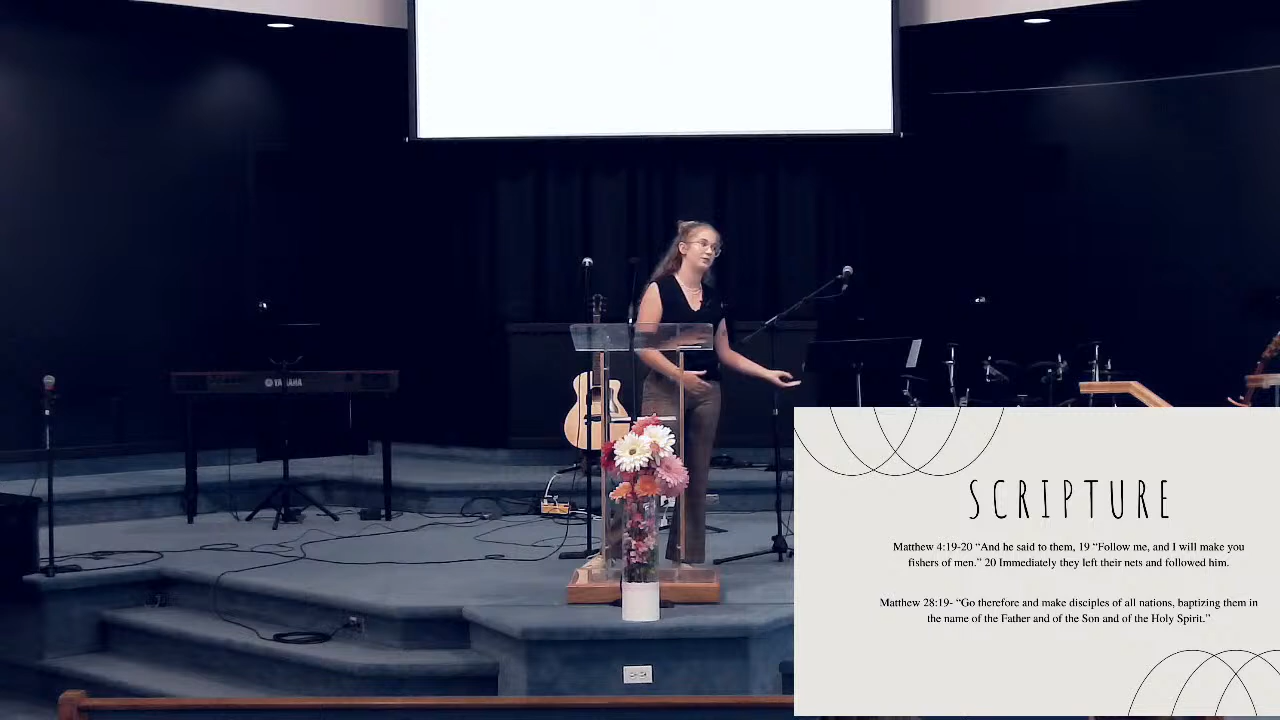 YAMAHA
SCRIPTURE
Matthew 4:19-20 “And he said to them, 19 “Follow me, and I will make you
fishers of men.” 20 Immediately they left their nets and followed him.
Matthew 28:19- “Go therefore and make disciples of all nations, baptizing them in
the name of the Father and of the Son and of the Holy Spirit.”